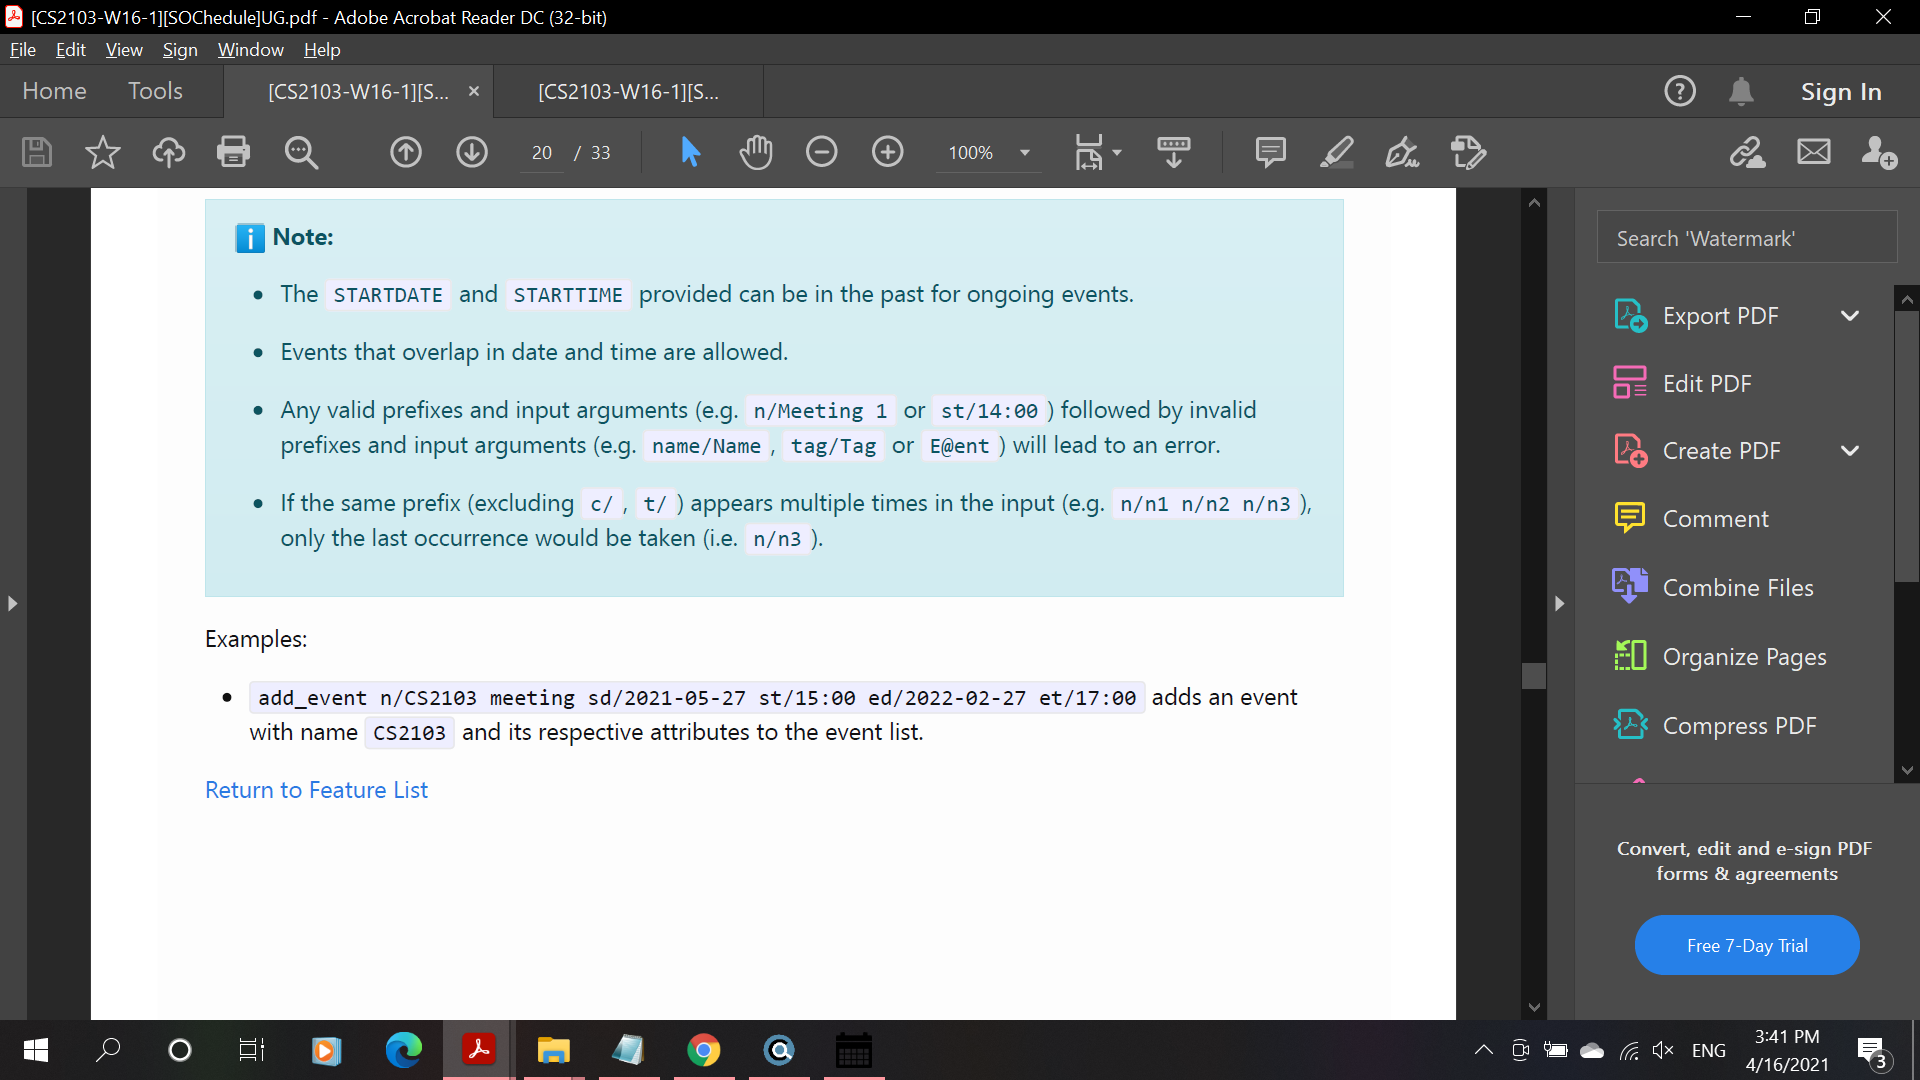 [CS2103-W16-1][SOChedule]UG.pdf - Adobe Acrobat Reader DC (32-bit)
File Edit View Sign Window Help
Home Tools [CS2103-W16-1][S... × [CS2103-W16-1][S... Sign In
20 / 33 100%
Note:
• The STARTDATE and STARTTIME provided can be in the past for ongoing events.
• Events that overlap in date and time are allowed.
• Any valid prefixes and input arguments (e.g. n/Meeting 1 or st/14:00 ) followed by invalid
prefixes and input arguments (e.g. name/Name , tag/Tag or E@ent ) will lead to an error.
• If the same prefix (excluding c/ , t/ ) appears multiple times in the input (e.g. n/n1 n/n2 n/n3 ),
only the last occurrence would be taken (i.e. n/n3 ).
Examples:
• add_event n/CS2103 meeting sd/2021-05-27 st/15:00 ed/2022-02-27 et/17:00 adds an event
with name CS2103 and its respective attributes to the event list.
Return to Feature List
Search 'Watermark'
Export PDF
Edit PDF
Create PDF
Comment
Combine Files
Organize Pages
Compress PDF
Convert, edit and e-sign PDF
forms & agreements
Free 7-Day Trial
ENG
3:41 PM
4/16/2021
3